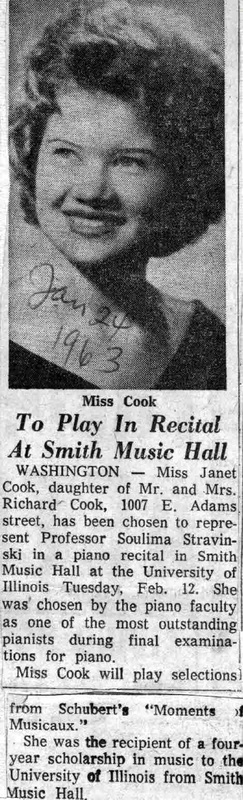 Jan 24
1963
Miss Cook
To Play In Recital
At Smith Music Hall
WASHINGTON — Miss Janet
Cook, daughter of Mr. and Mrs.
Richard Cook, 1007 E. Adams
street, has been chosen to repre-
sent Professor Soulima Stravin-
ski in a piano recital in Smith
Music Hall at the University of
Illinois Tuesday, Feb. 12. She
was chosen by the piano faculty
as one of the most outstanding
pianists during final examina-
tions for piano.
Miss Cook will play selections
from Schubert's "Moments of
Musicaux."
She was the recipient of a four-
year scholarship in music to the
University of Illinois from Smith
Music Hall.